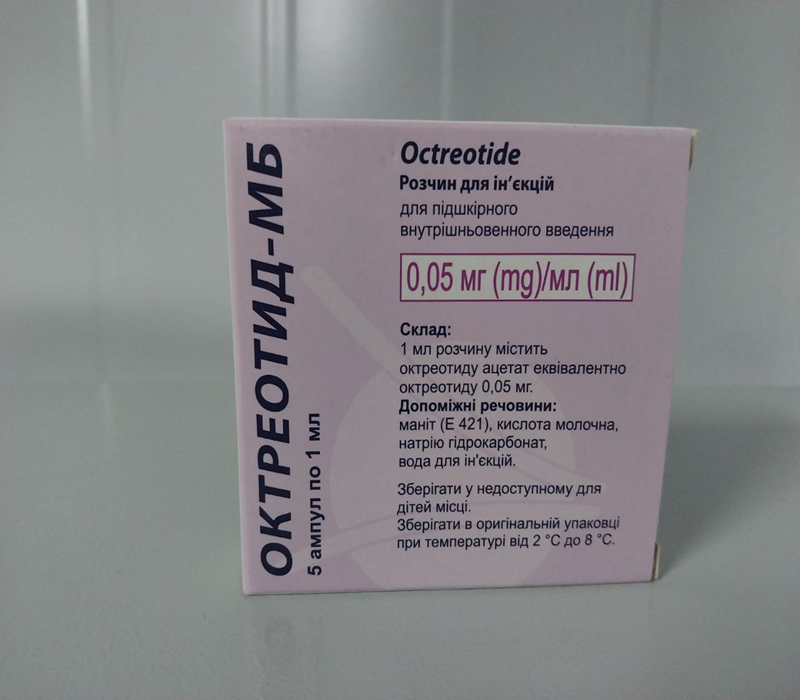 ОКТРЕОТИД-МБ
5 ампул по 1 мл
Octreotide
Розчин для ін’єкцій
для підшкірного
внутрішньовенного введення
0,05 мг (mg)/мл (ml)
Склад:
1 мл розчину містить
октреотиду ацетат еквівалентно
октреотиду 0,05 мг.
Допоміжні речовини:
маніт (Е 421), кислота молочна,
натрію гідрокарбонат,
вода для ін'єкцій.
Зберігати у недоступному для
дітей місці.
Зберігати в оригінальній упаковці
при температурі від 2 °С до 8 °С.